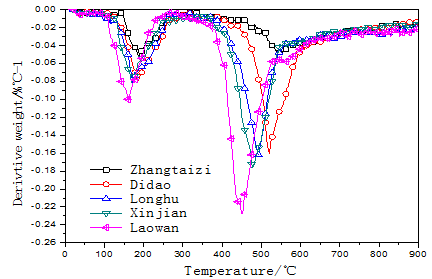 0.00
-0.02
-0.04
-0.06
-0.08
-0.10
-0.12
-0.14
-0.16
-0.18
-0.20
-0.22
-0.24
-0.26
Derivtive weight/%℃-1
Zhangtaizi
Didao
Longhu
Xinjian
Laowan
0 100 200 300 400 500 600 700 800 900
Temperature/℃